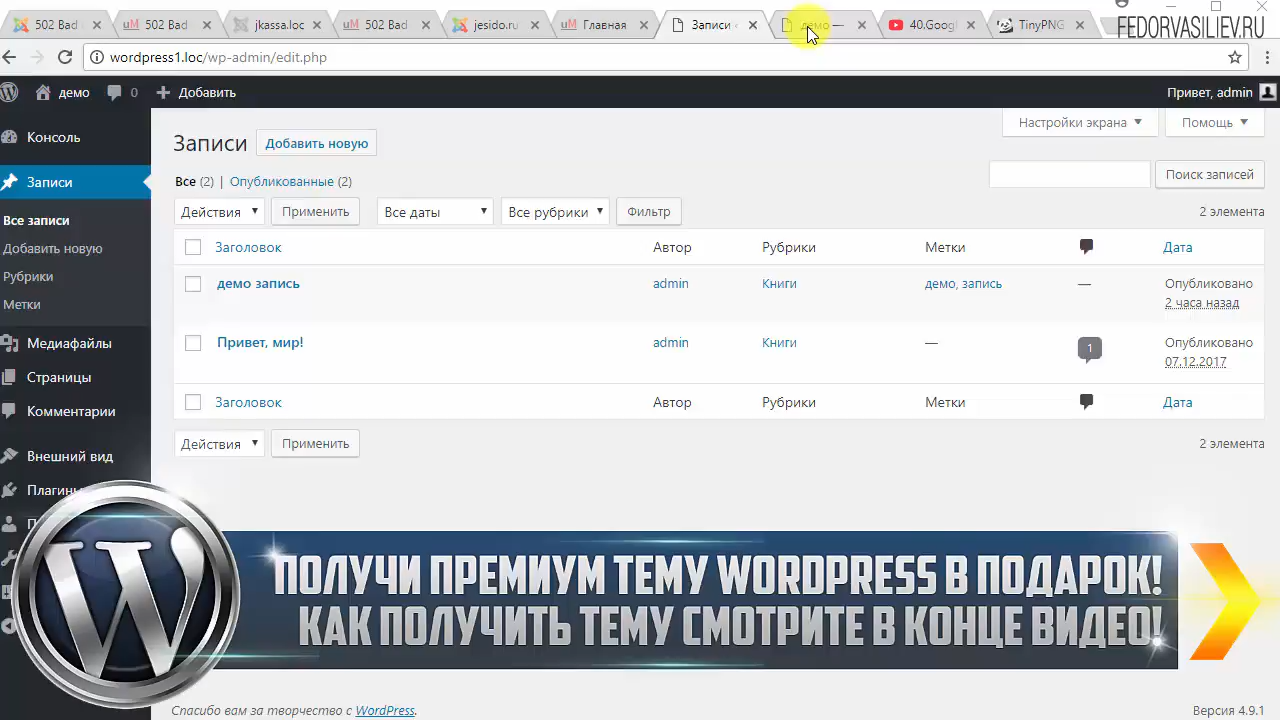 502 Bad
502 Bad
jkassa.loc
502 Bad
jesido.ru
Главная
Записи
демо —
40.Goog
TinyPNG
FEDORVASILIEV.RU
wordpress1.loc/wp-admin/edit.php
демо 0 Добавить Привет, admin
Консоль
Записи
Все записи
Добавить новую
Рубрики
Метки
Медиафайлы
Страницы
Комментарии
Внешний вид
Плагины
Настройки экрана Помощь
Записи Добавить новую
Все (2) | Опубликованные (2)
Поиск записей
Действия Применить Все даты Все рубрики Фильтр 2 элемента
Заголовок Автор Рубрики Метки Дата
демо запись admin Книги демо, запись — Опубликовано
2 часа назад
Привет, мир! admin Книги — 1 Опубликовано
07.12.2017
Заголовок Автор Рубрики Метки Дата
Действия Применить 2 элемента
ПОЛУЧИ ПРЕМИУМ ТЕМУ WORDPRESS В ПОДАРОК!
КАК ПОЛУЧИТЬ ТЕМУ СМОТРИТЕ В КОНЦЕ ВИДЕО!
Спасибо вам за творчество с WordPress. Версия 4.9.1